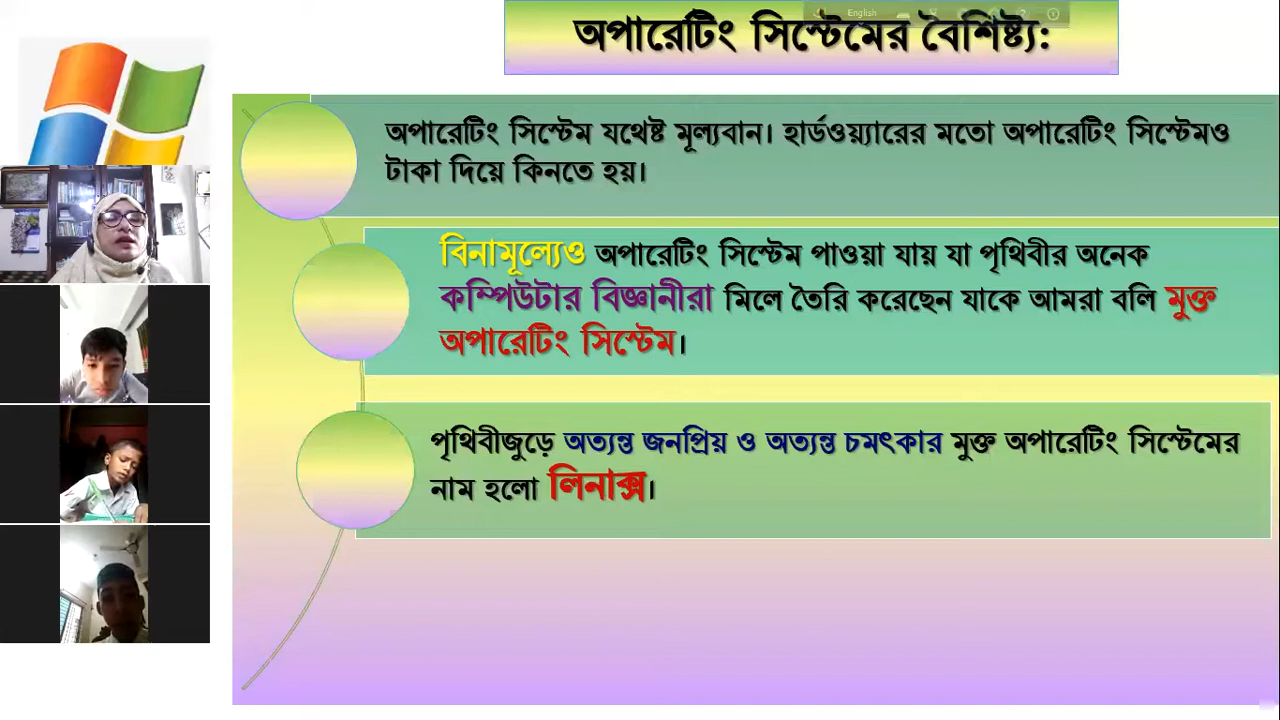 English
অপারেটিং সিস্টেমের বৈশিষ্ট্য:
অপারেটিং সিস্টেম যথেষ্ট মূল্যবান। হার্ডওয়্যারের মতো অপারেটিং সিস্টেমও
টাকা দিয়ে কিনতে হয়।
বিনামূল্যেও অপারেটিং সিস্টেম পাওয়া যায় যা পৃথিবীর অনেক
কম্পিউটার বিজ্ঞানীরা মিলে তৈরি করেছেন যাকে আমরা বলি মুক্ত
অপারেটিং সিস্টেম।
পৃথিবীজুড়ে অত্যন্ত জনপ্রিয় ও অত্যন্ত চমৎকার মুক্ত অপারেটিং সিস্টেমের
নাম হলো লিনাক্স।